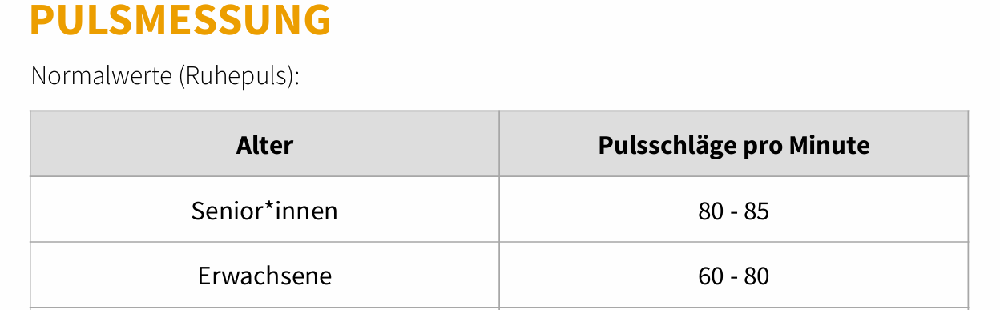 PULSMESSUNG
Normalwerte (Ruhepuls):
Alter Pulsschläge pro Minute
Senior*innen 80 - 85
Erwachsene 60 - 80